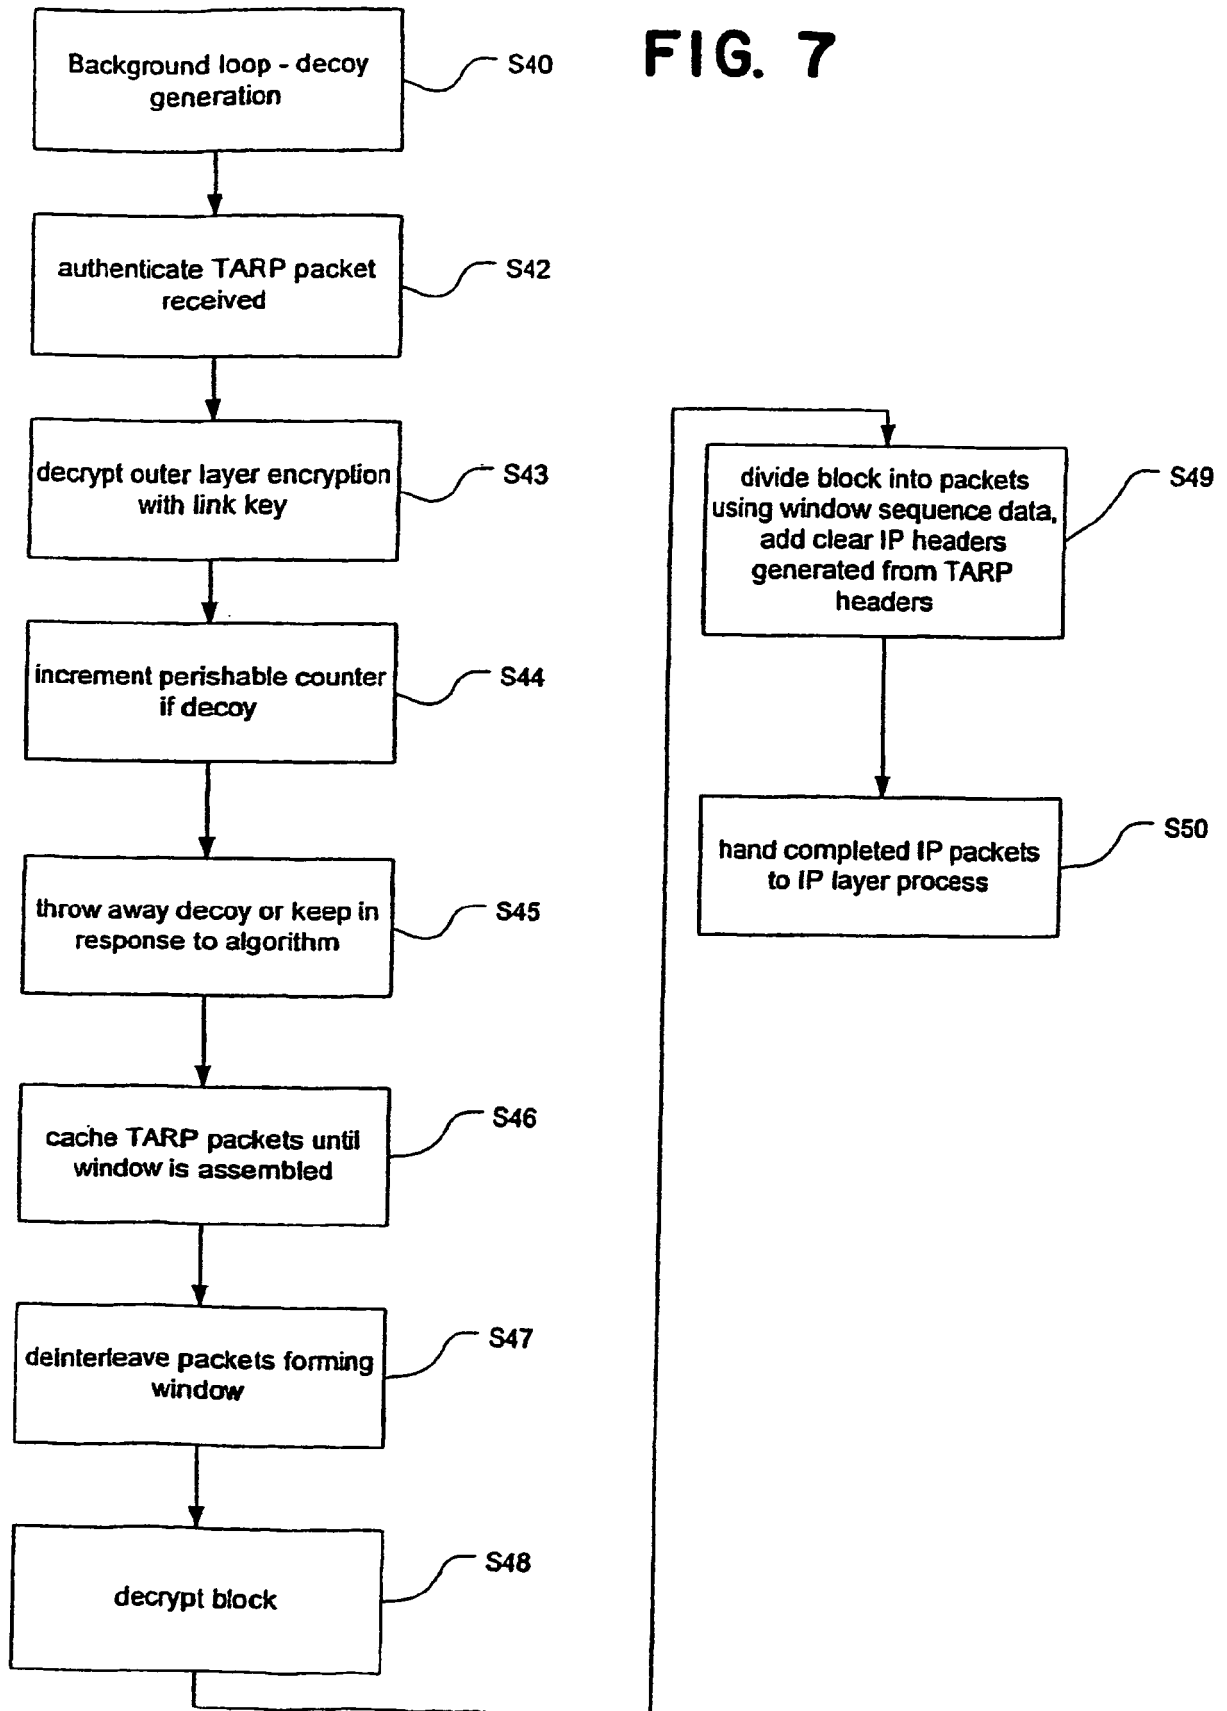 FIG. 7
Background loop - decoy
generation
S40
authenticate TARP packet
received
S42
decrypt outer layer encryption
with link key
S43
increment perishable counter
if decoy
S44
throw away decoy or keep in
response to algorithm
S45
cache TARP packets until
window is assembled
S46
deinterleave packets forming
window
S47
decrypt block
S48
divide block into packets
using window sequence data,
add clear IP headers
generated from TARP
headers
S49
hand completed IP packets
to IP layer process
S50